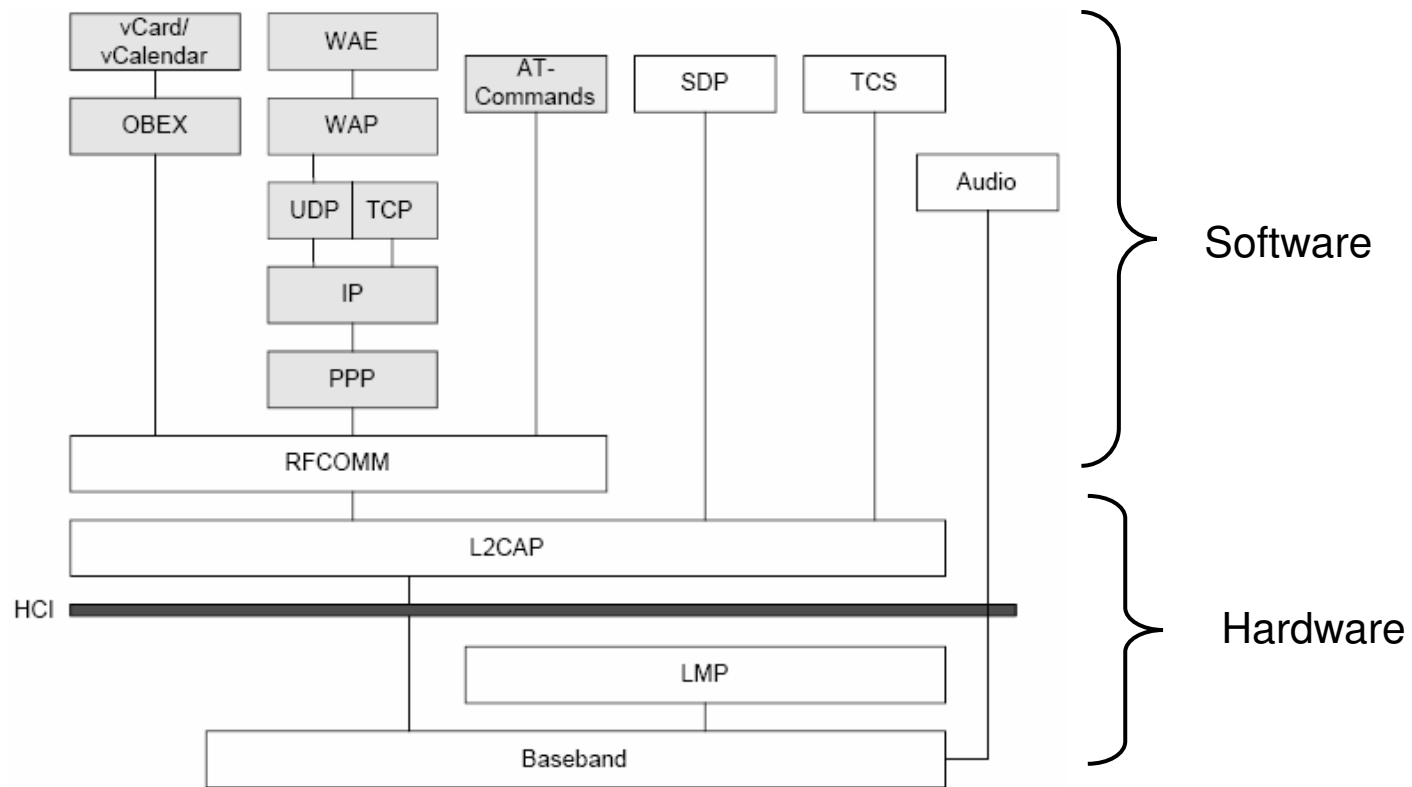 vCard/
vCalendar
WAE
AT-
Commands
SDP
TCS
OBEX
WAP
Audio
UDP
TCP
IP
PPP
RFCOMM
L2CAP
HCI
LMP
Baseband
Software
Hardware